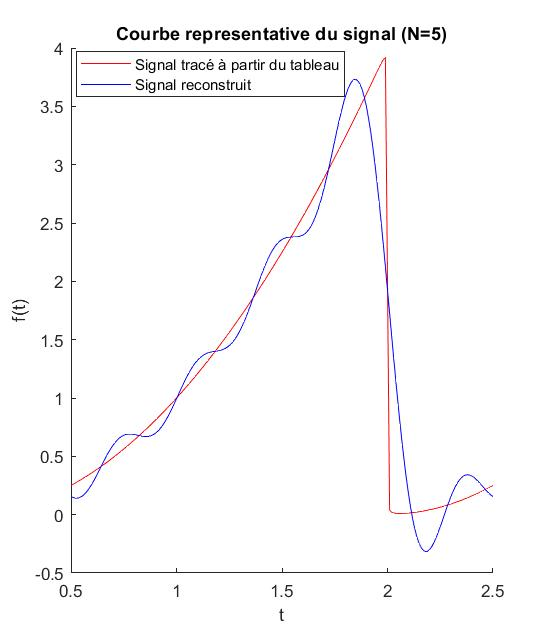 Courbe representative du signal (N=5)
Signal tracé à partir du tableau
Signal reconstruit
4
3.5
3
2.5
2
1.5
1
0.5
0
-0.5
f(t)
0.5 1 1.5 2 2.5
t